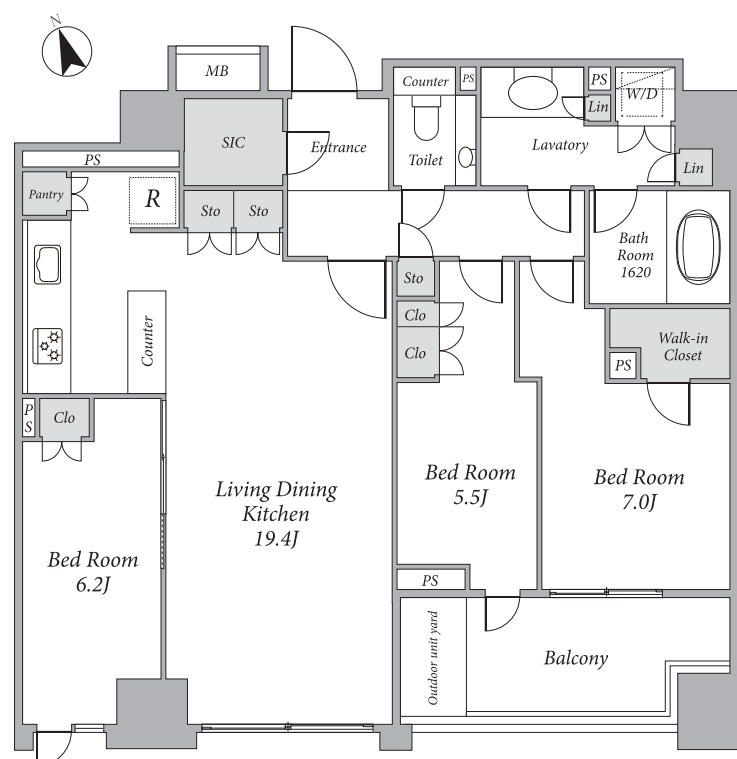 N
MB
Counter
PS
PS
W/D
Lin
SIC
Entrance
Toilet
Lavatory
PS
Lin
Pantry
R
Sto
Sto
Bath
Room
1620
Sto
Clo
Clo
Counter
Walk-in
Closet
PS
P
S
Clo
Living Dining
Kitchen
19.4J
Bed Room
5.5J
Bed Room
7.0J
Bed Room
6.2J
PS
Outdoor unit yard
Balcony